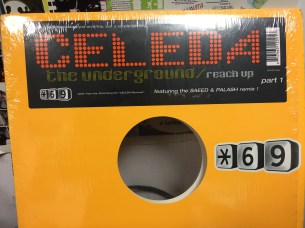 CELEDA
the underground/reach up
part 1
featuring the SAEED & PALASH remix !
*69
*69